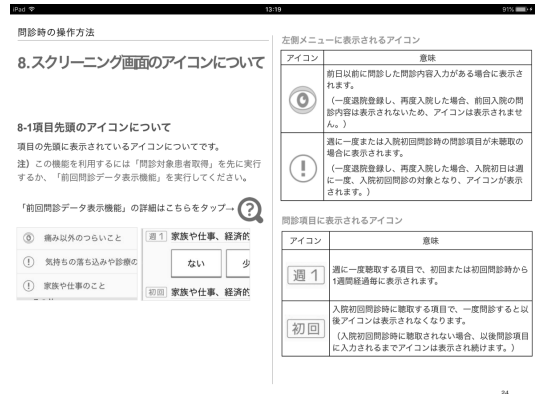 iPad
13:19
91%
問診時の操作方法
8.スクリーニング画面のアイコンについて
8-1項目先頭のアイコンについて
項目の先頭に表示されているアイコンについてです。
注）この機能を利用するには「問診対象患者取得」を先に実行
するか、「前回問診データ表示機能」を実行してください。
「前回問診データ表示機能」の詳細はこちらをタップ→
痛み以外のつらいこと
気持ちの落ち込みや診療の
家族や仕事のこと
週1 家族や仕事、経済的
ない
少
初回 家族や仕事、経済的
左側メニューに表示されるアイコン
アイコン 意味
前日以前に問診した問診内容入力がある場合に表示さ
れます。
（一度退院登録し、再度入院した場合、前回入院の問
診内容は表示されないため、アイコンは表示されませ
ん。）
週に一度または入院初回問診時の問診項目が未聴取の
場合に表示されます。
（一度退院登録し、再度入院した場合、入院初日は週
に一度、入院初回問診の対象となり、アイコンが表示
されます。）
問診項目に表示されるアイコン
アイコン 意味
週 1
週に一度聴取する項目で、初回または初回問診時から
1週間経過毎に表示されます。
初回
入院初回問診時に聴取する項目で、一度問診すると以
後アイコンは表示されなくなります。
（入院初回問診時に聴取されない場合、以後問診項目
に入力されるまでアイコンは表示され続けます。）